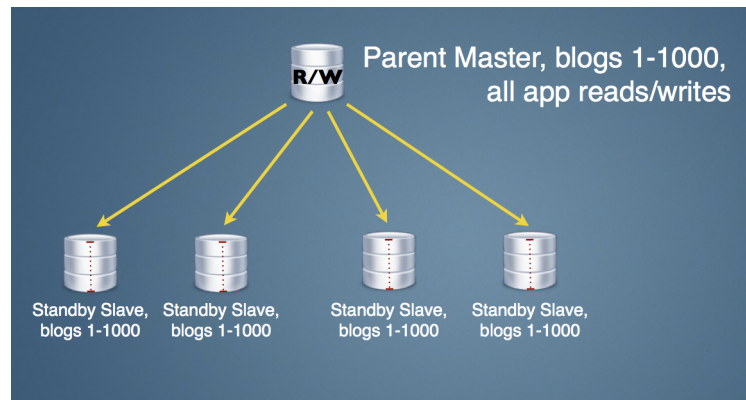 R/W
Parent Master, blogs 1-1000,
all app reads/writes
Standby Slave,
blogs 1-1000
Standby Slave,
blogs 1-1000
Standby Slave,
blogs 1-1000
Standby Slave,
blogs 1-1000